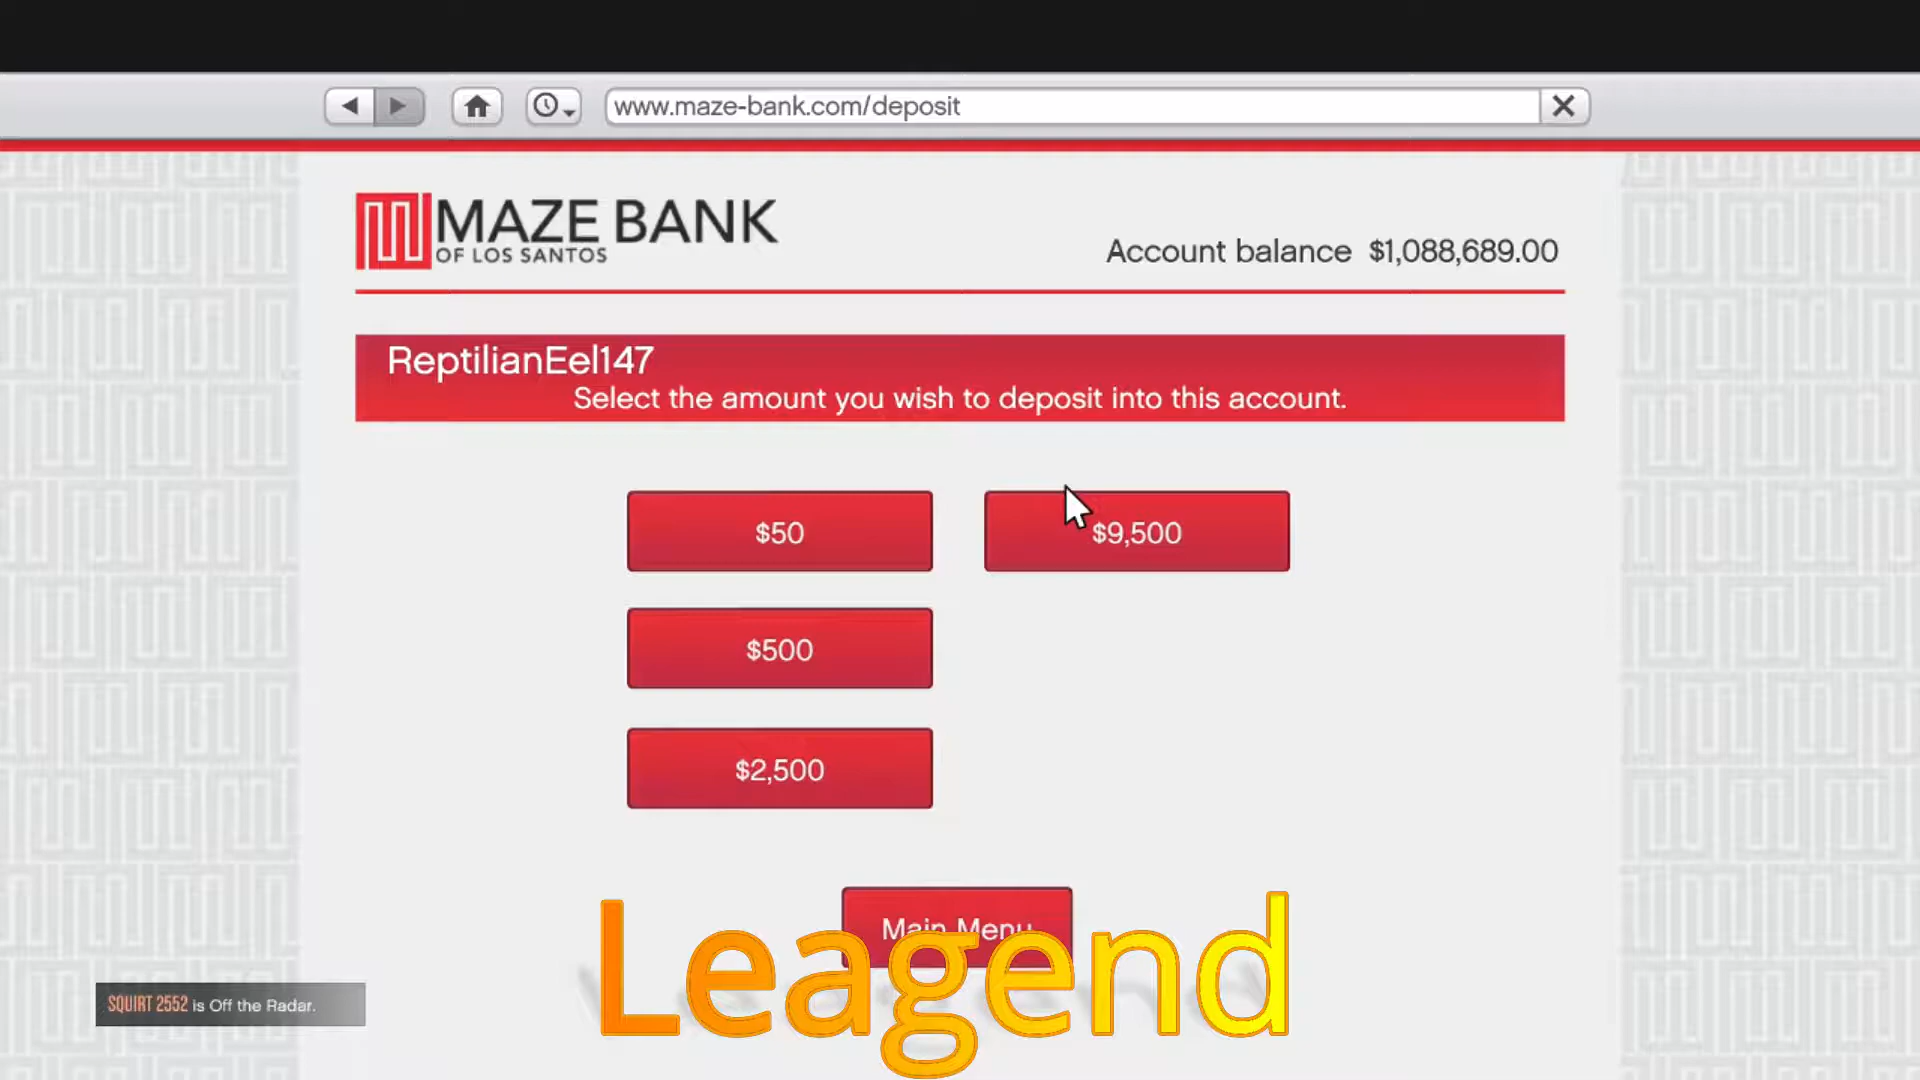 www.maze-bank.com/deposit
MAZE BANK
OF LOS SANTOS
Account balance $1,088,689.00
ReptilianEel147
Select the amount you wish to deposit into this account.
$50
$9,500
$500
$2,500
Main Menu
Leagend
SQUIRT 2552 is Off the Radar.